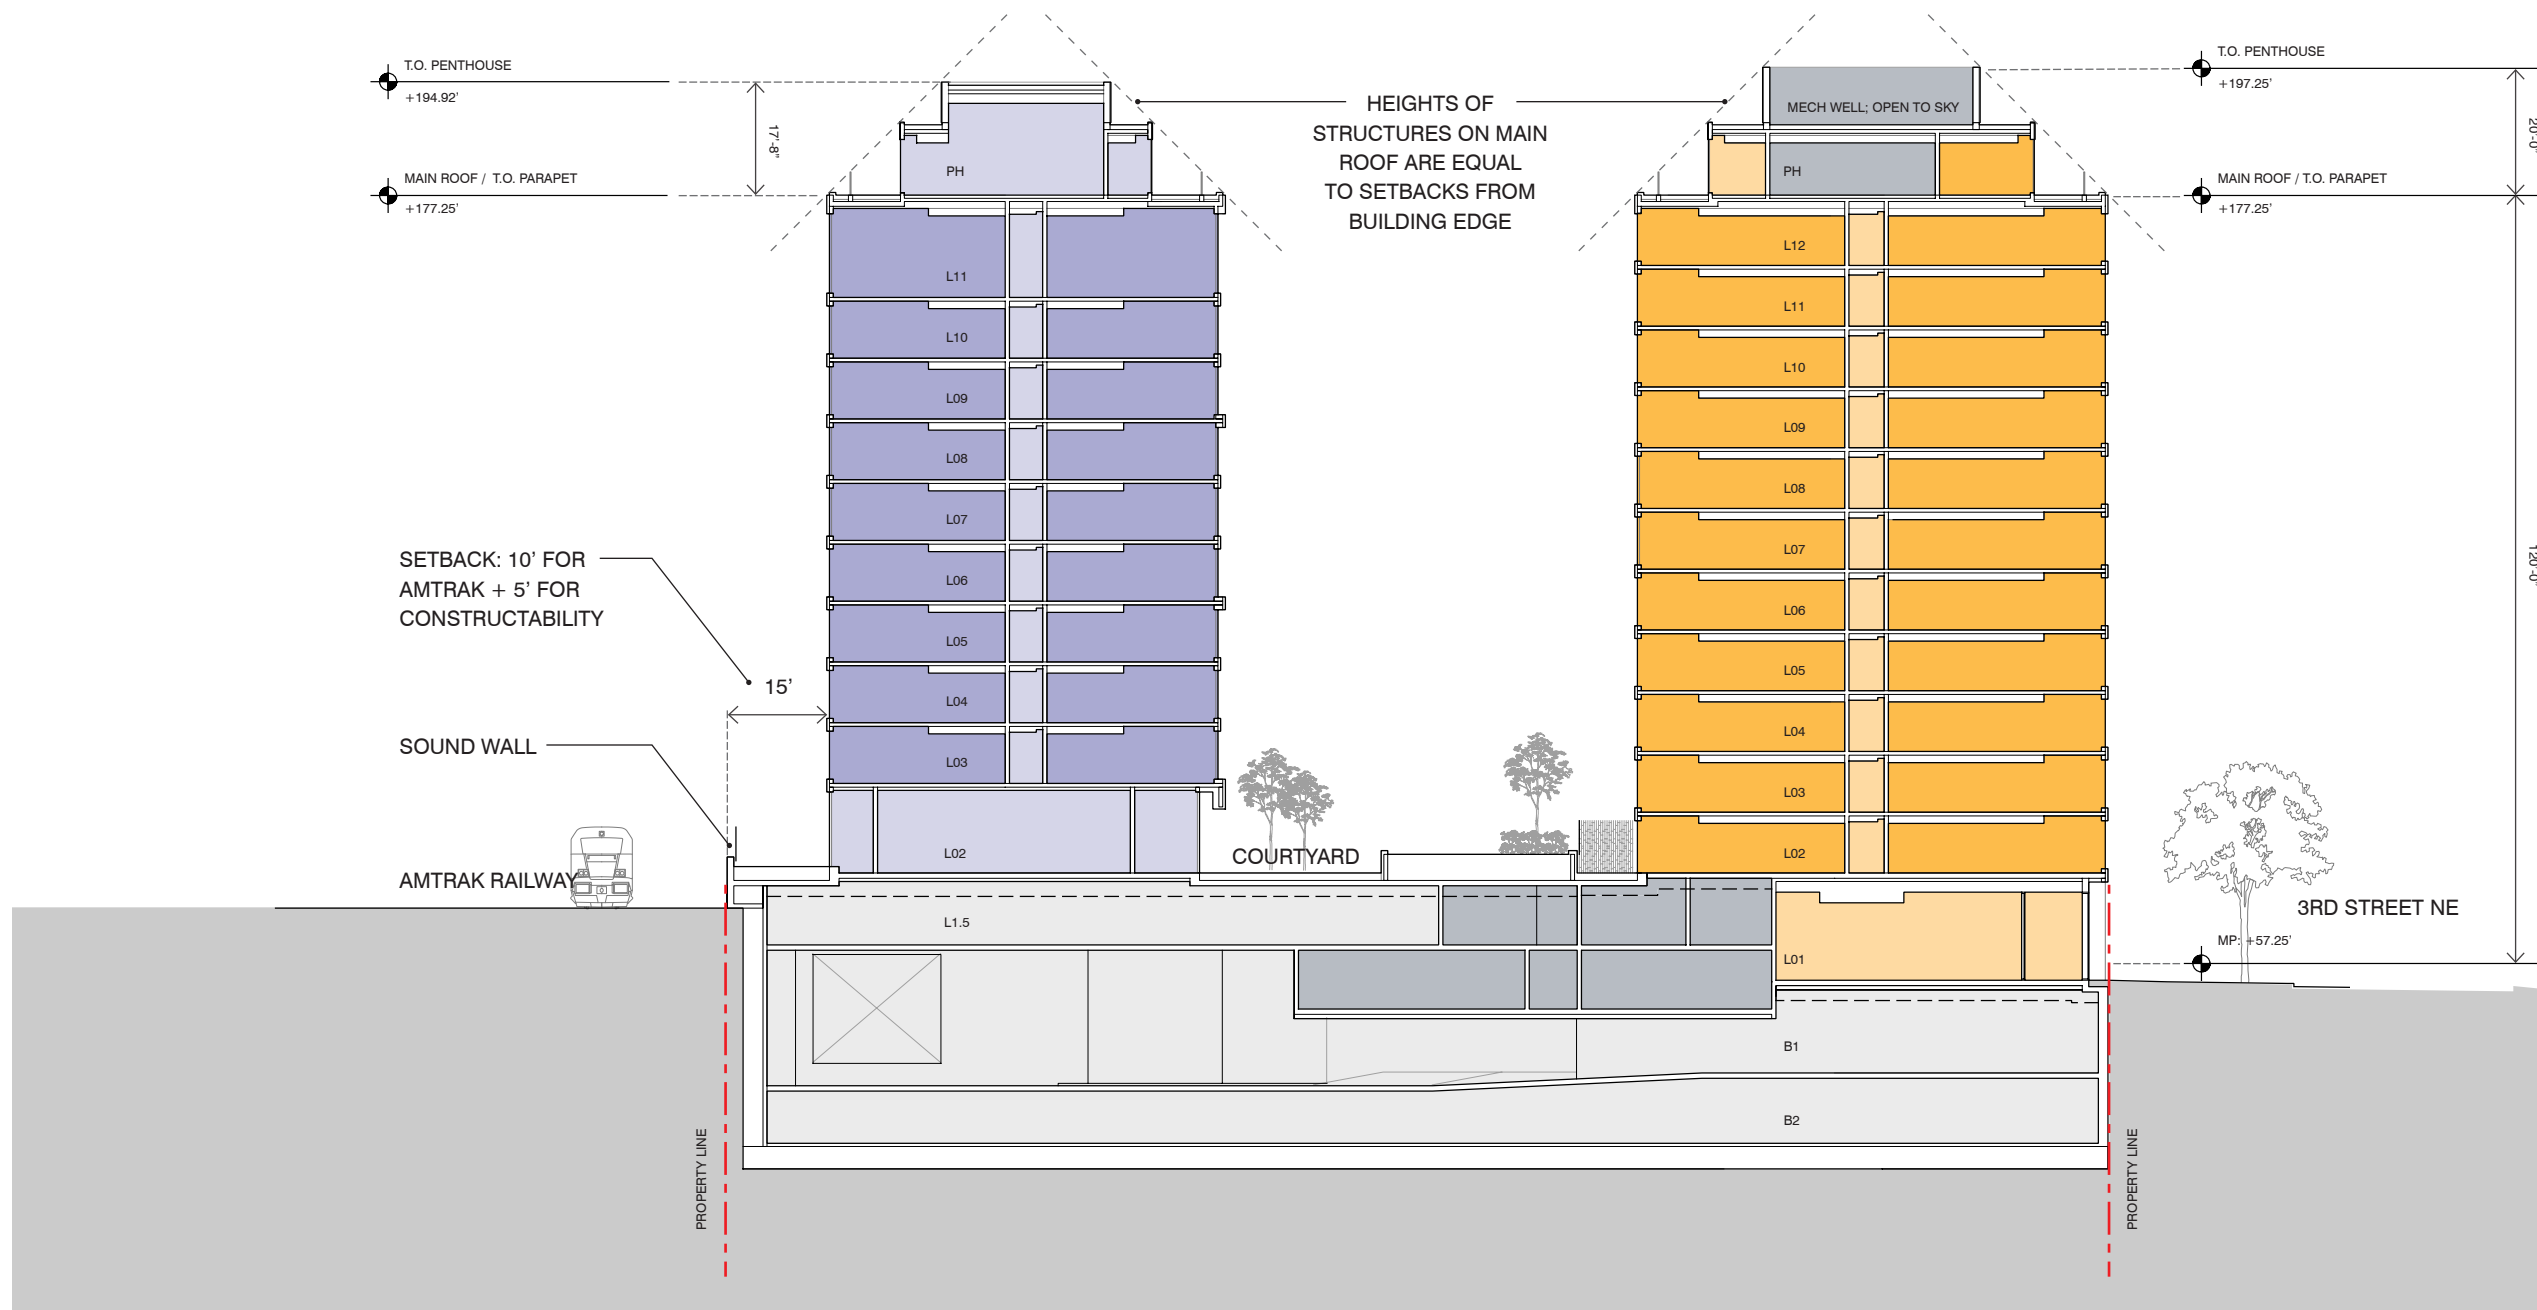 T.O. PENTHOUSE
+194.92'
17'-8"
MAIN ROOF / T.O. PARAPET
+177.25'
HEIGHTS OF
STRUCTURES ON MAIN
ROOF ARE EQUAL
TO SETBACKS FROM
BUILDING EDGE
T.O. PENTHOUSE
+197.25'
20'-0"
MAIN ROOF / T.O. PARAPET
+177.25'
120'-0"
MECH WELL; OPEN TO SKY
PH
PH
L11
L10
L09
L08
L07
L06
L05
L04
L03
L02
L12
L11
L10
L09
L08
L07
L06
L05
L04
L03
L02
SETBACK: 10’ FOR
AMTRAK + 5’ FOR
CONSTRUCTABILITY
15’
SOUND WALL
AMTRAK RAILWAY
COURTYARD
3RD STREET NE
MP: +57.25'
L1.5
L01
B1
B2
PROPERTY LINE
PROPERTY LINE